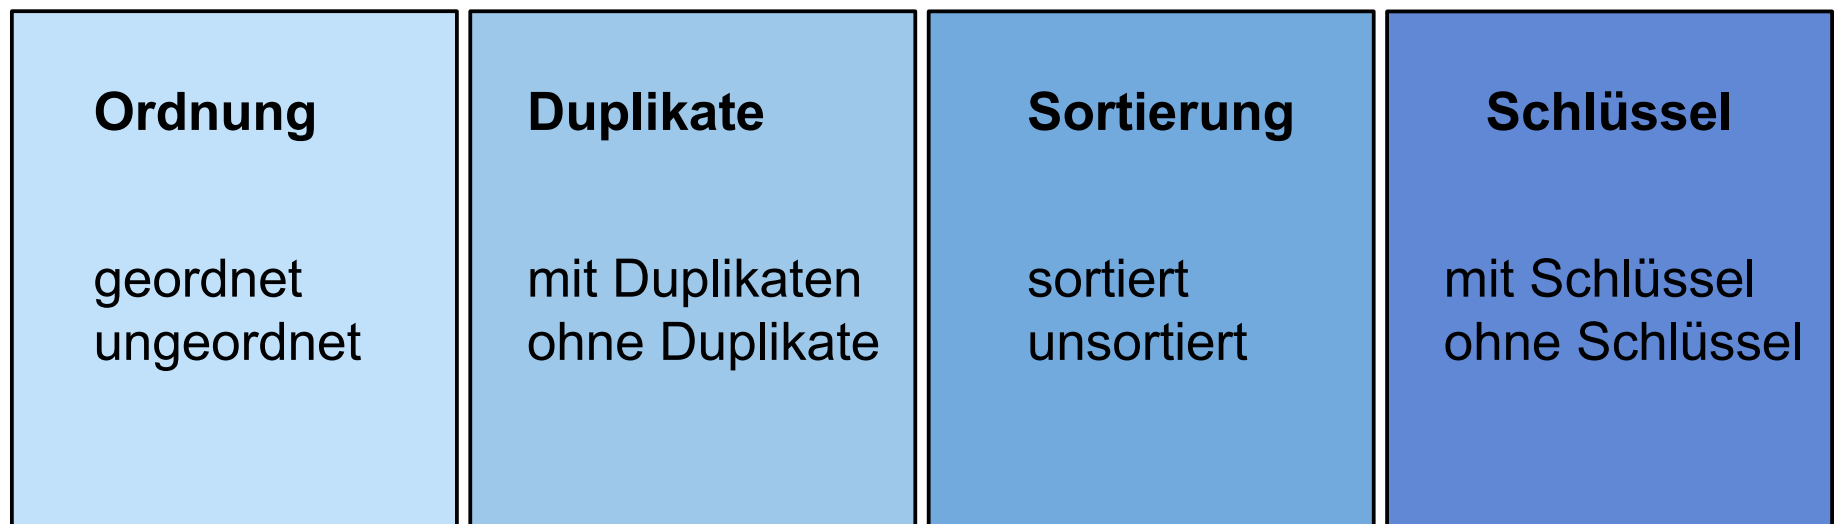 Ordnung
geordnet
ungeordnet
Duplikate
mit Duplikaten
ohne Duplikate
Sortierung
sortiert
unsortiert
Schlüssel
mit Schlüssel
ohne Schlüssel